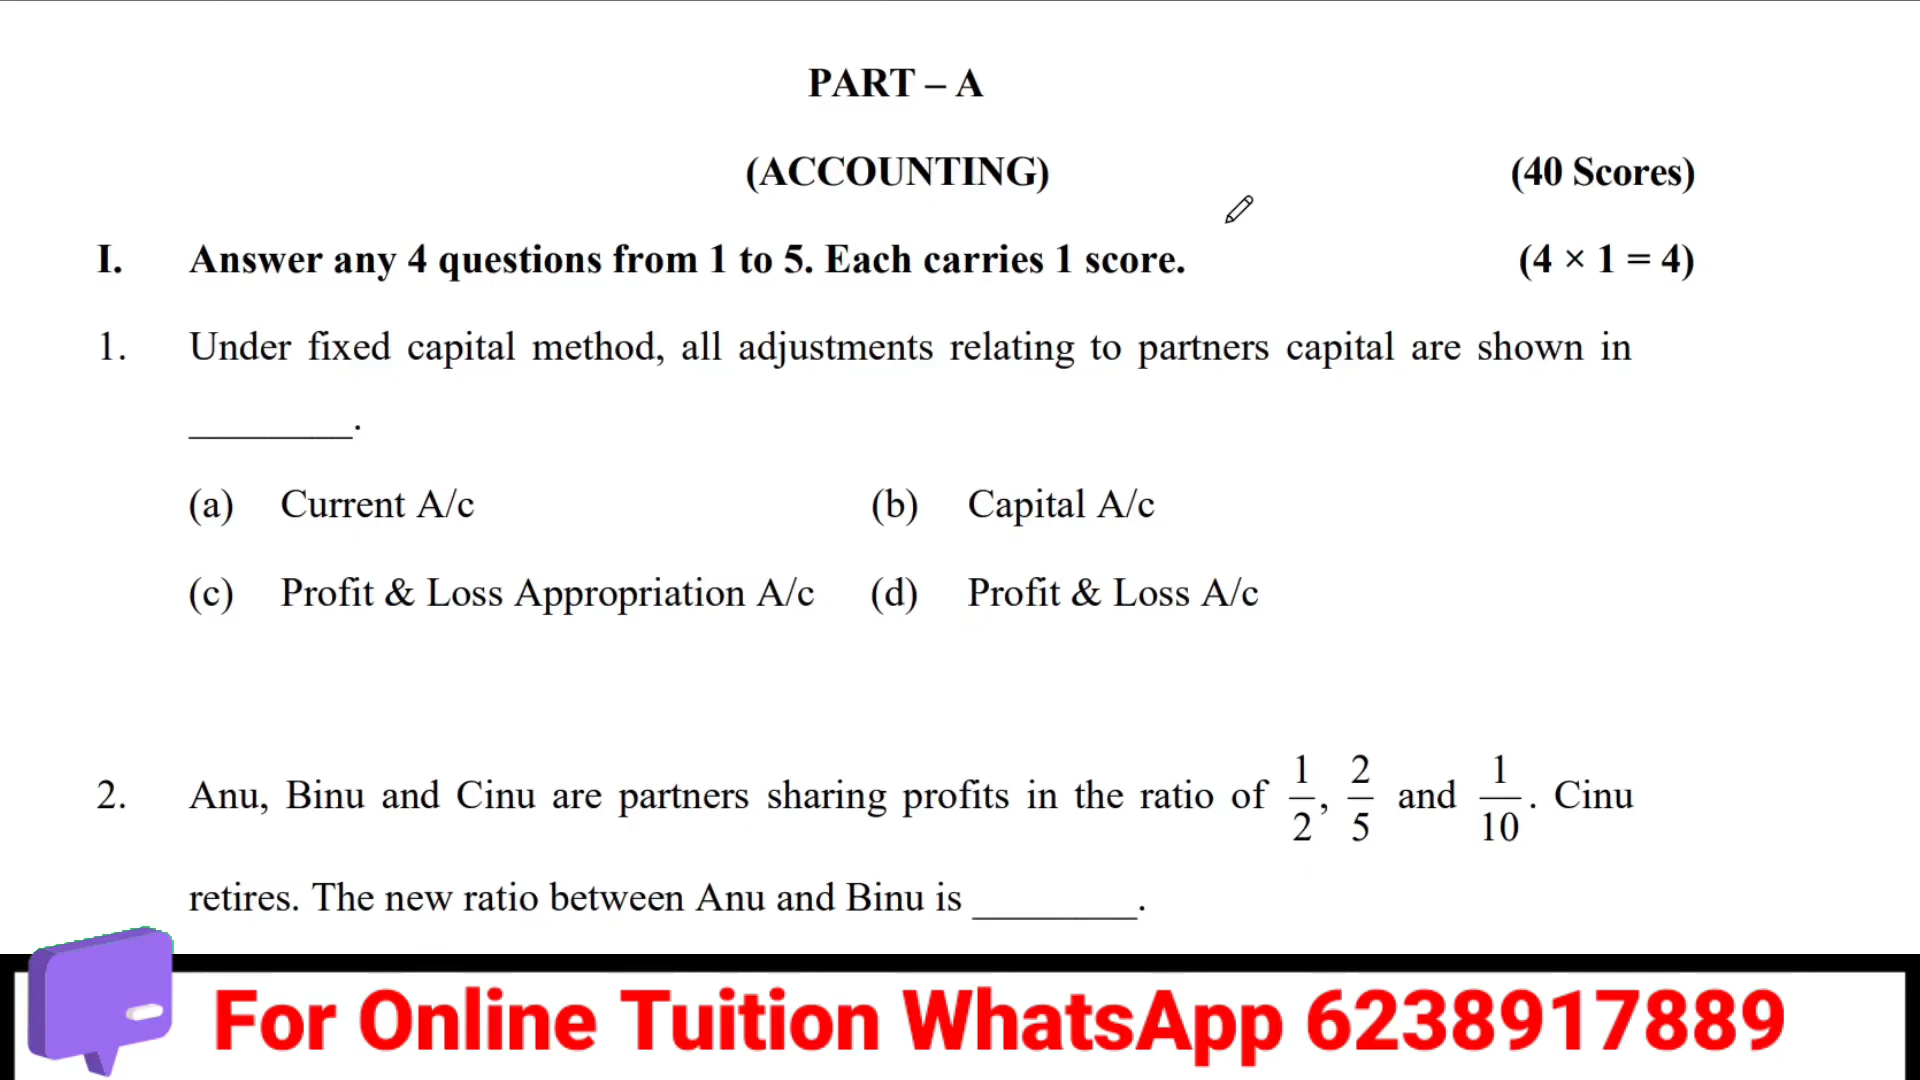 PART – A
(ACCOUNTING) (40 Scores)
I. Answer any 4 questions from 1 to 5. Each carries 1 score. (4 × 1 = 4)
1. Under fixed capital method, all adjustments relating to partners capital are shown in
________.
(a) Current A/c (b) Capital A/c
(c) Profit & Loss Appropriation A/c (d) Profit & Loss A/c
2. Anu, Binu and Cinu are partners sharing profits in the ratio of 1/2, 2/5 and 1/10. Cinu
retires. The new ratio between Anu and Binu is ________.
For Online Tuition WhatsApp 6238917889